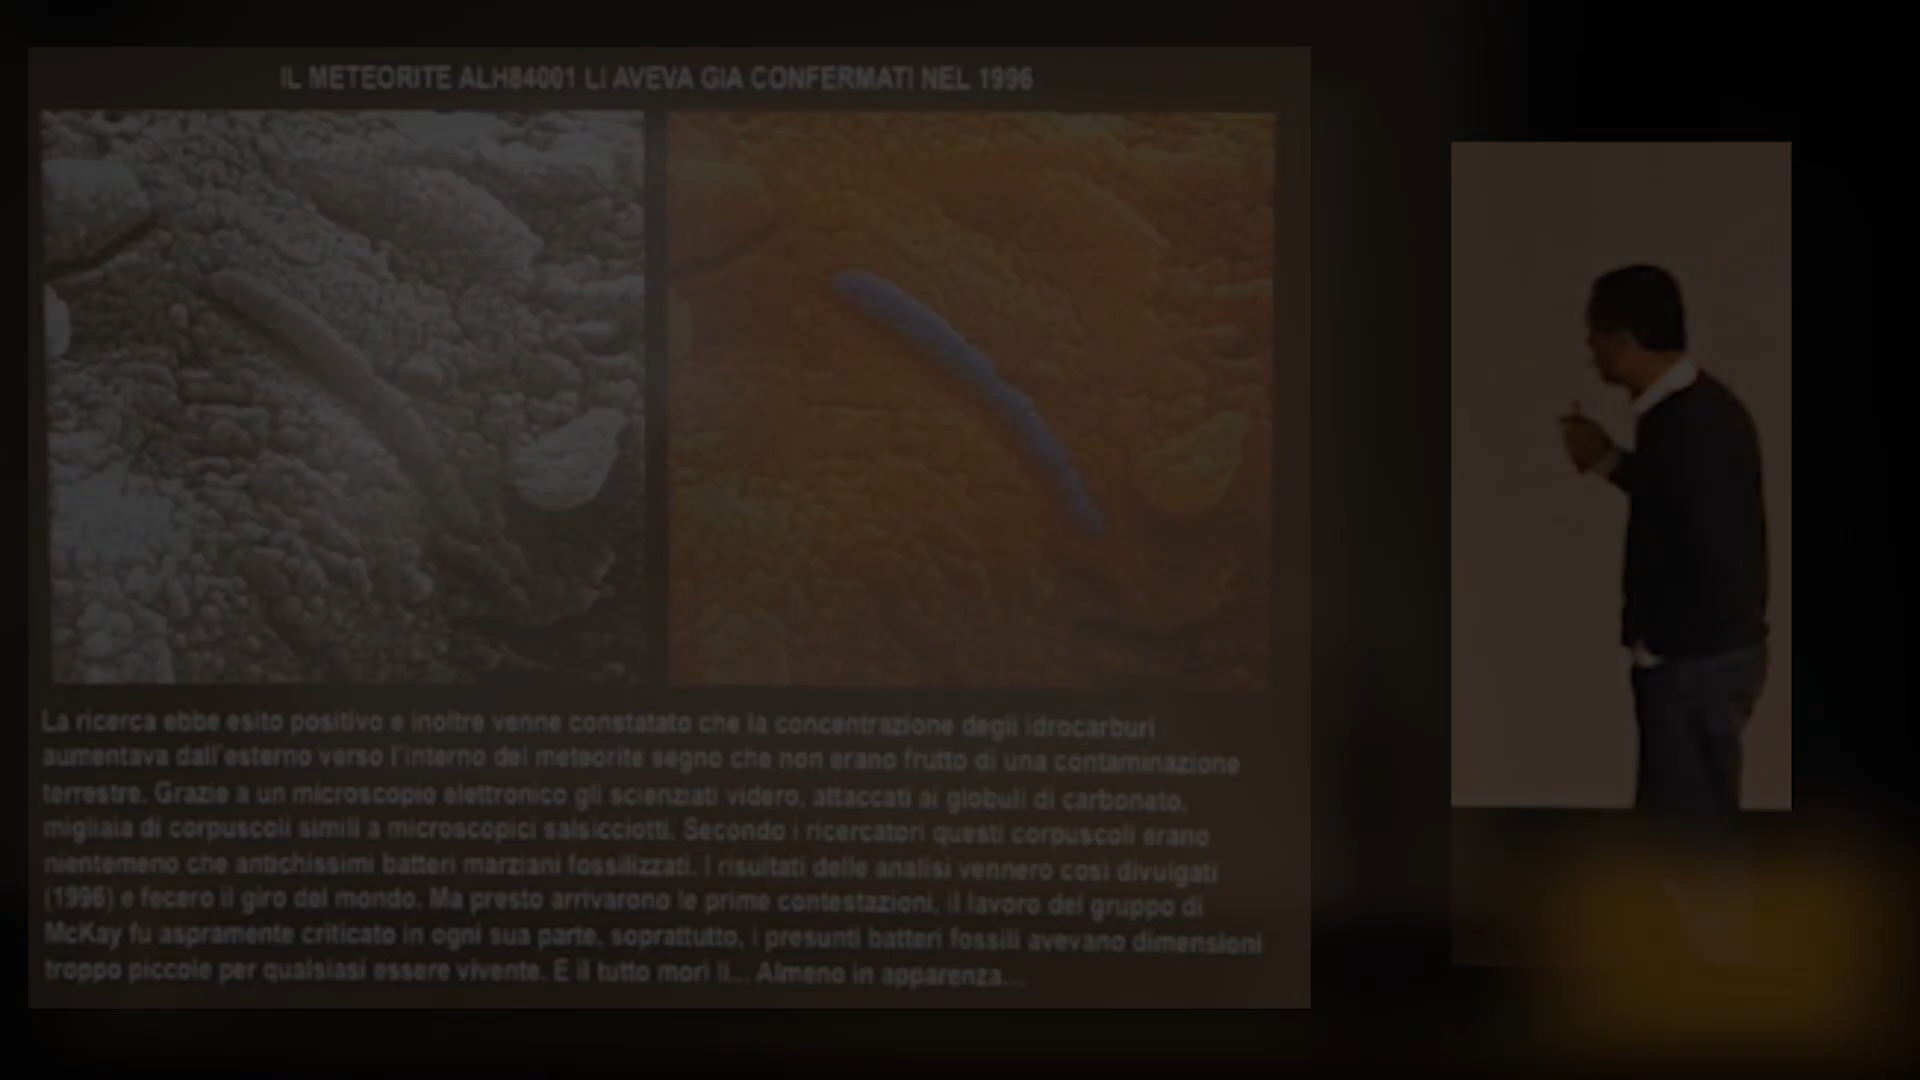 IL METEORITE ALH84001 LI AVEVA GIA CONFERMATI NEL 1996
La ricerca ebbe esito positivo e inoltre venne constatato che la concentrazione degli idrocarburi
aumentava dall'esterno verso l'interno del meteorite segno che non erano frutto di una contaminazione
terrestre. Grazie a un microscopio elettronico gli scienziati videro, attaccati ai globuli di carbonato,
migliaia di corpuscoli simili a microscopici salsicciotti. Secondo i ricercatori questi corpuscoli erano
nientemeno che antichissimi batteri marziani fossilizzati. I risultati delle analisi vennero così divulgati
(1996) e fecero il giro del mondo. Ma presto arrivarono le prime contestazioni, il lavoro del gruppo di
McKay fu aspramente criticato in ogni sua parte, soprattutto, i presunti batteri fossili avevano dimensioni
troppo piccole per qualsiasi essere vivente. E il tutto morì lì... Almeno in apparenza...